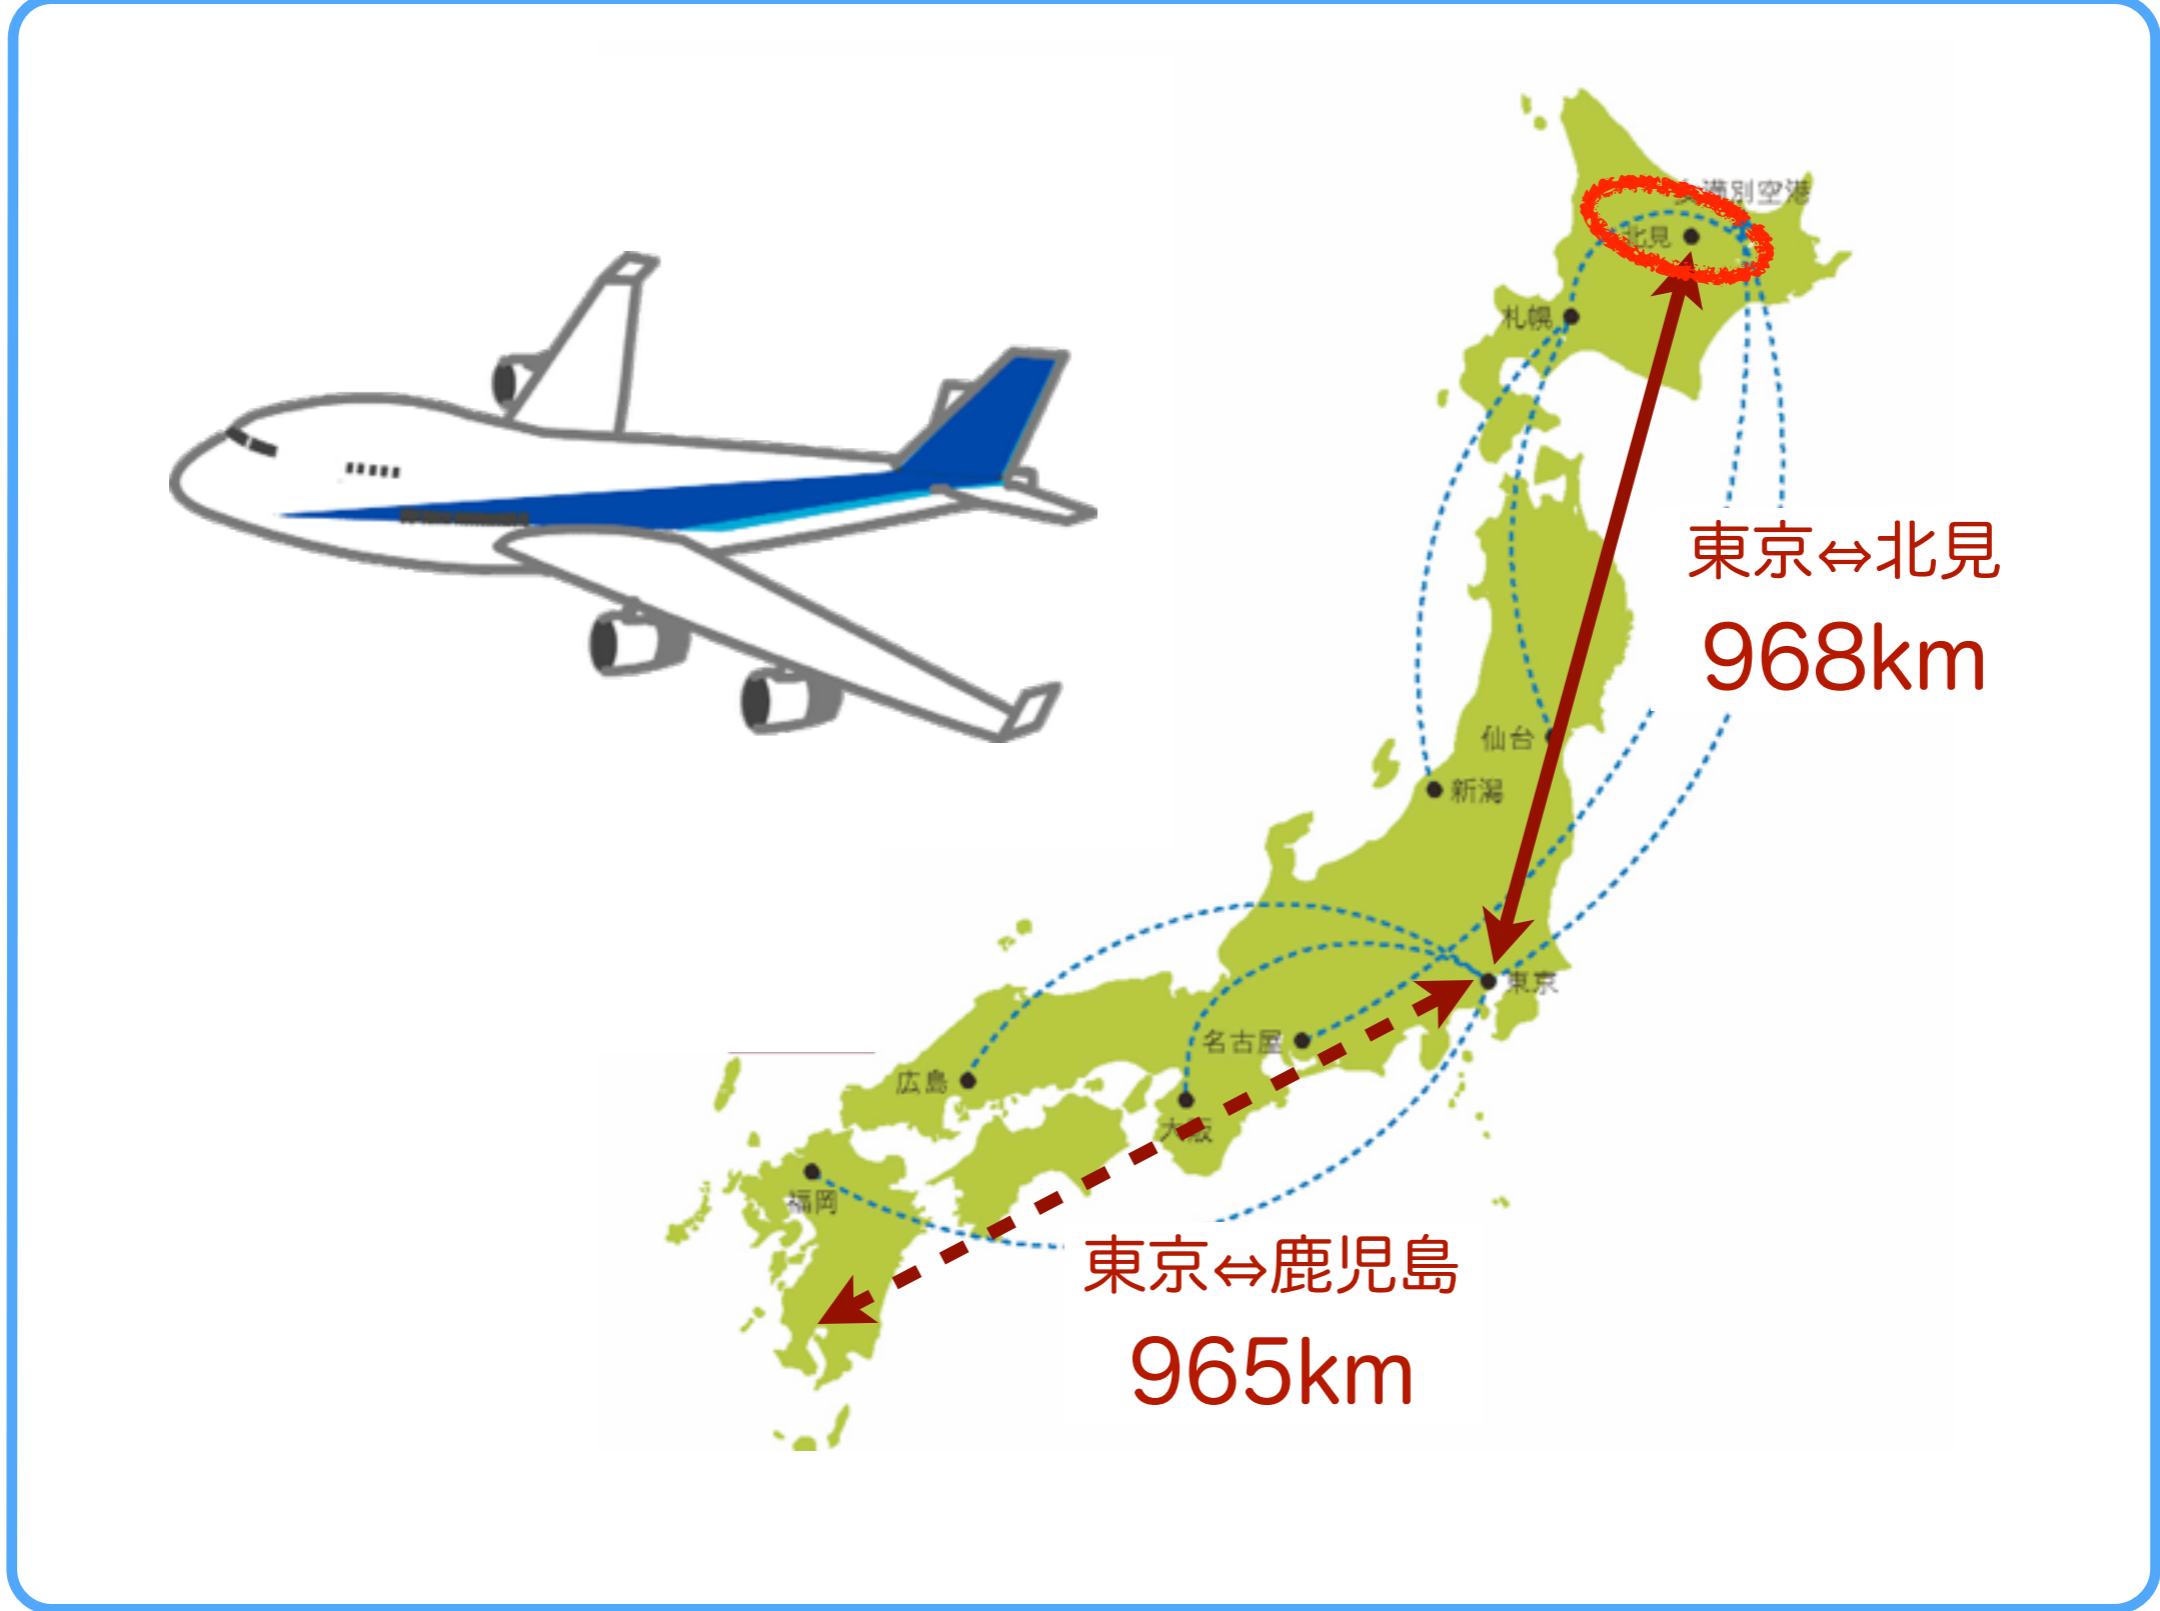 女満別空港
北見
札幌
東京⇔北見
968km
仙台
新潟
東京
名古屋
広島
大阪
福岡
東京⇔鹿児島
965km